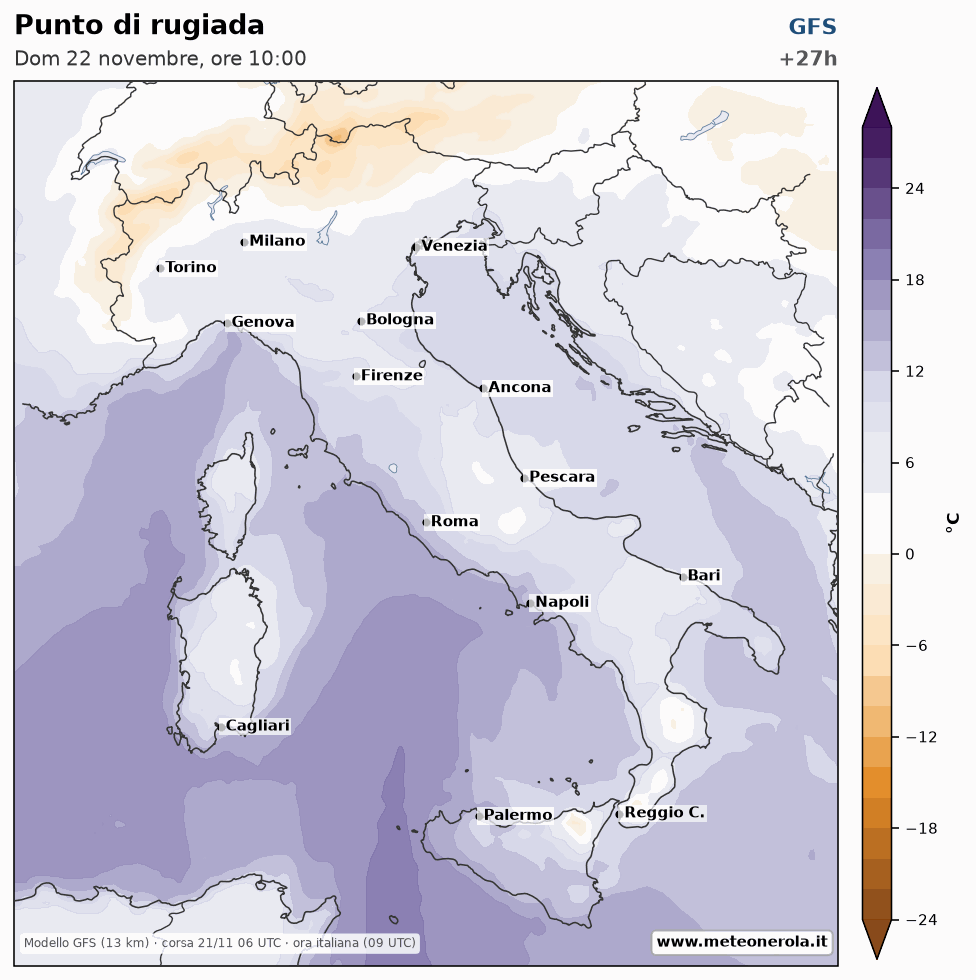 Punto di rugiada
GFS
Dom 22 novembre, ore 10:00
+27h
Milano
Venezia
Torino
Genova
Bologna
Firenze
Ancona
Pescara
Roma
Bari
Napoli
Cagliari
Palermo
Reggio C.
24
18
12
6
0
−6
−12
−18
−24
°C
Modello GFS (13 km) · corsa 21/11 06 UTC · ora italiana (09 UTC)
www.meteonerola.it